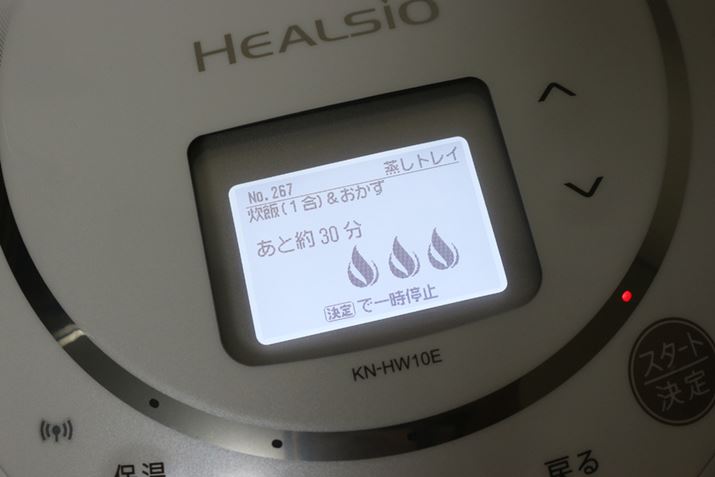 HEALSIO
No.267
蒸しトレイ
炊飯(1合)&おかず
あと約30分
決定で一時停止
KN-HW10E
スタート
決定
保温
戻る